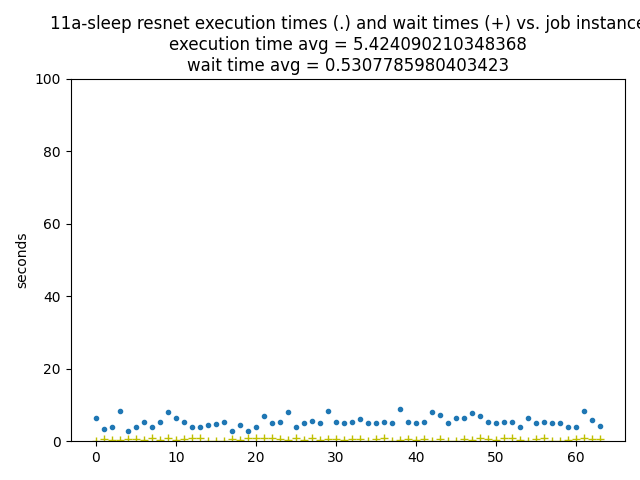 11a-sleep resnet execution times (.) and wait times (+) vs. job instance
execution time avg = 5.424090210348368
wait time avg = 0.5307785980403423
100
80
60
40
20
0
seconds
0 10 20 30 40 50 60